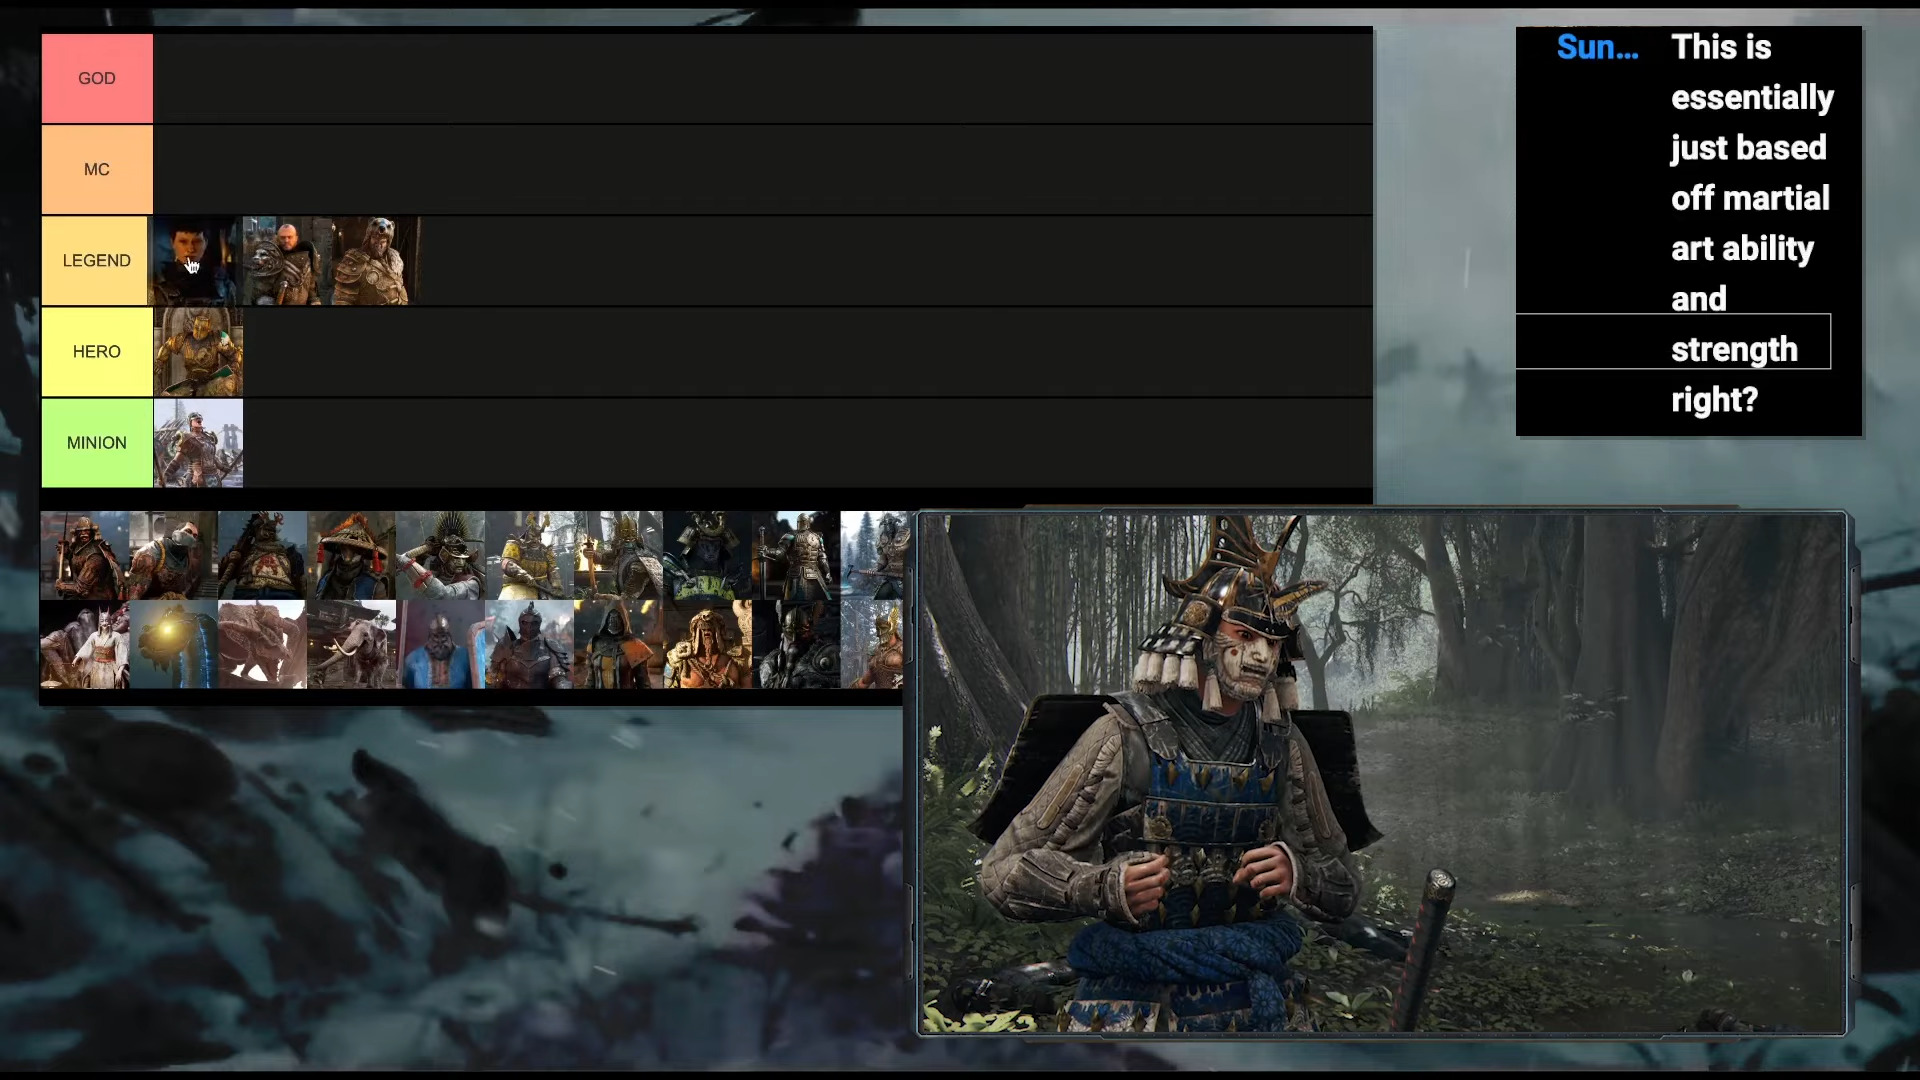 GOD
MC
LEGEND
HERO
MINION
Sun... This is
essentially
just based
off martial
art ability
and
strength
right?